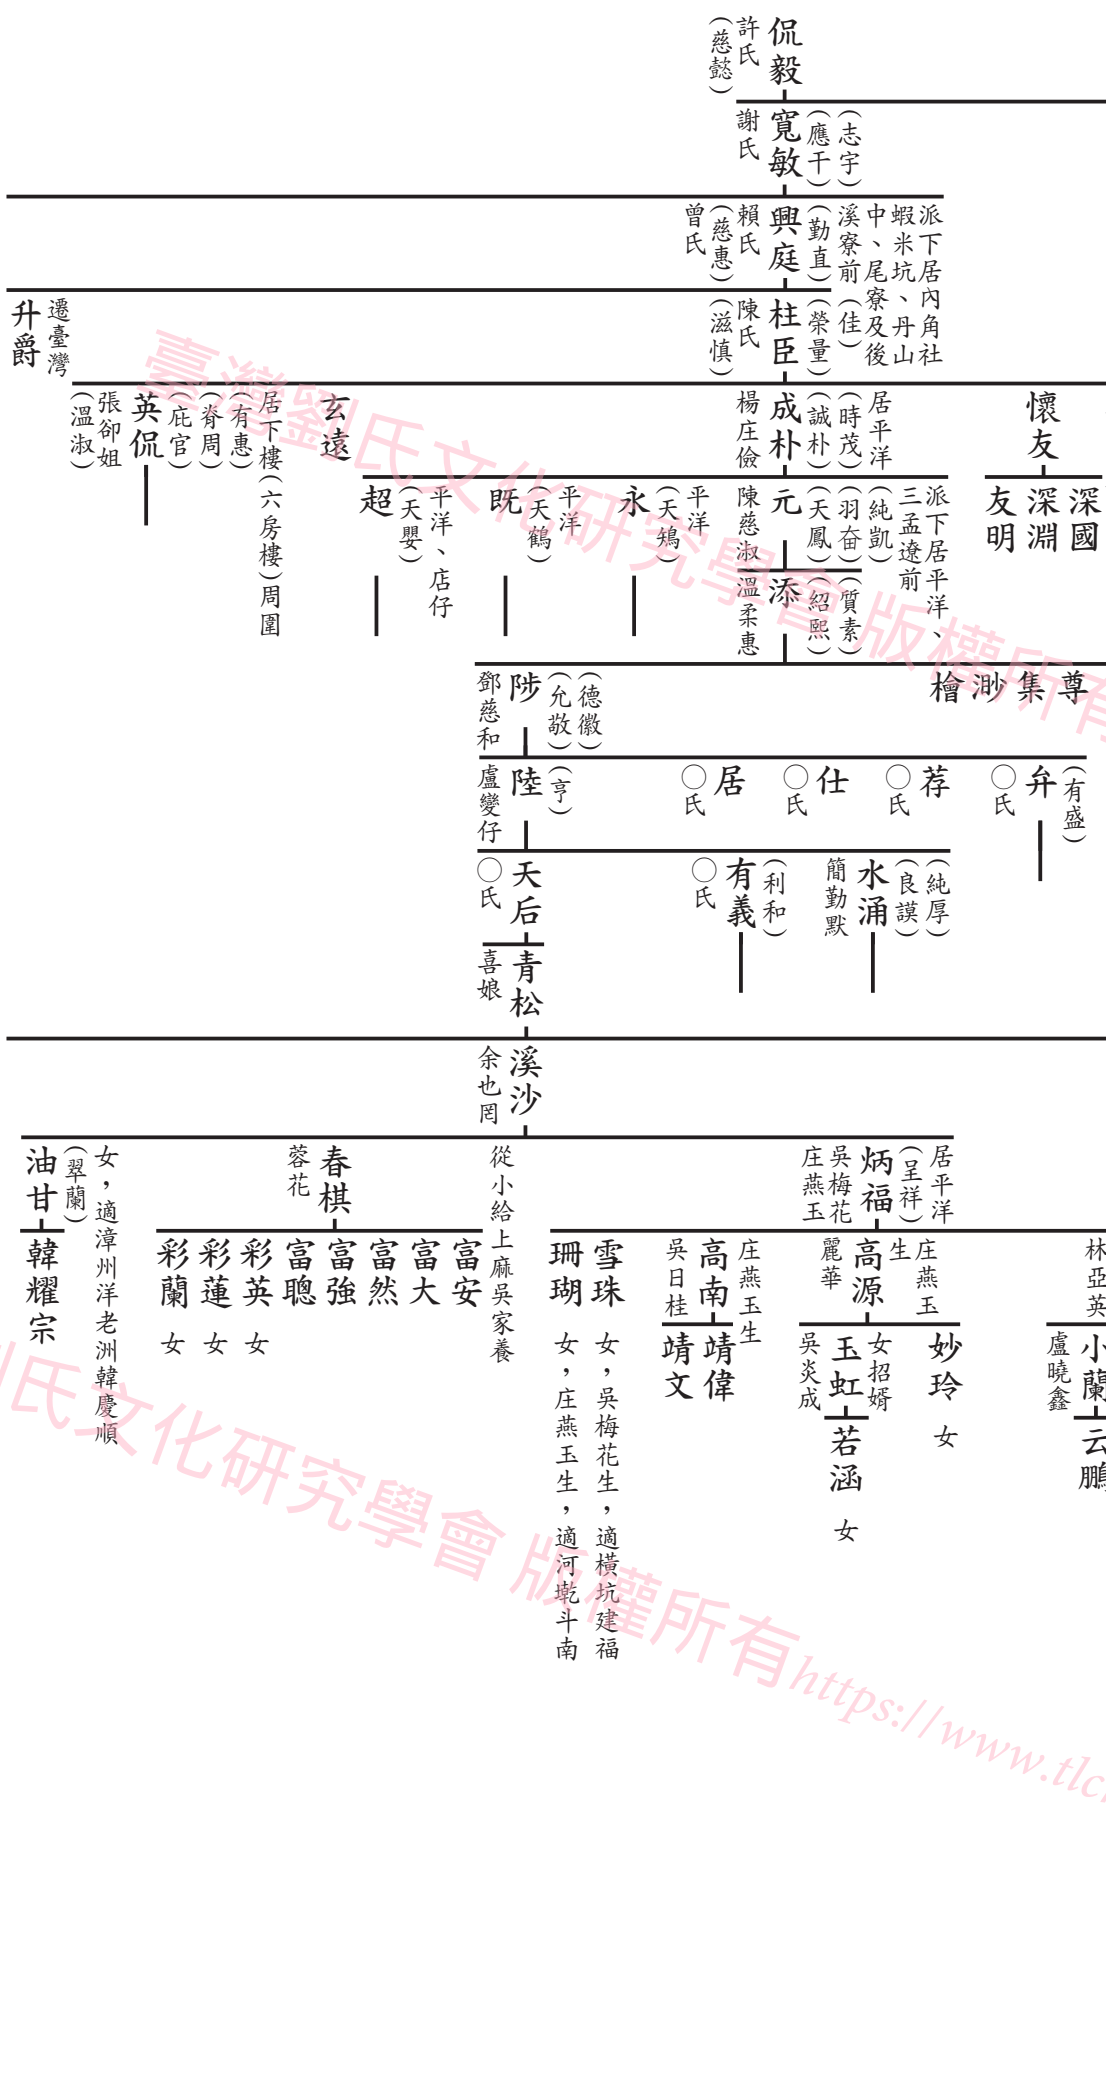 侃毅
許氏
(慈懿)
(志宇)
(應干)
寬敏
謝氏
派下居內角社
蝦米坑、丹山
中、尾寮及後
溪寮前
(勤直)
興庭
賴氏
(慈惠)
曾氏
(佳)
(榮量)
柱臣
陳氏
(滋慎)
遷臺灣
升爵
懷友
居平洋
(時茂)
(誠朴)
成朴
楊庄儉
玄遠
居下樓(六房樓)周圍
(有惠)
(脊周)
(庇官)
英侃
張卻姐
(溫淑)
深國
深淵
友明
派下居平洋、
三孟遼前
(純凱)
(羽奋)
(天鳳)
元
陳慈淑
平洋
(天鴆)
永
平洋
(天鶴)
既
平洋、店仔
(天嬰)
超
(質素)
(紹熙)
添
溫柔惠
尊
集
渺
檜
(德徽)
(允敬)
陟
鄧慈和
(有盛)
弁
〇氏
荐
〇氏
仕
〇氏
居
〇氏
(亨)
陸
盧變仔
(純厚)
(良謨)
水涌
簡勤默
(利和)
有義
〇氏
天后
〇氏
青松
喜娘
溪沙
余也罔
居平洋
(呈祥)
炳福
吳梅花
庄燕玉
從小給上麻吳家養
春棋
蓉花
女,適漳州洋老洲韓慶順
(翠蘭)
油甘
林亞英
庄燕玉
生
高源
麗華
庄燕玉生
高南
吳日桂
雪珠 女,吳梅花生,適橫坑建福
珊瑚 女,庄燕玉生,適河墘斗南
富安
富大
富然
富強
富聰
彩英 女
彩蓮 女
彩蘭 女
韓耀宗
小蘭
盧曉鑫
妙玲 女
女招婿
玉虹
吳炎成
靖偉
靖文
云鵬
若涵 女
臺灣劉氏文化研究學會 版權所有
氏文化研究學會 版權所有https://www.tlc